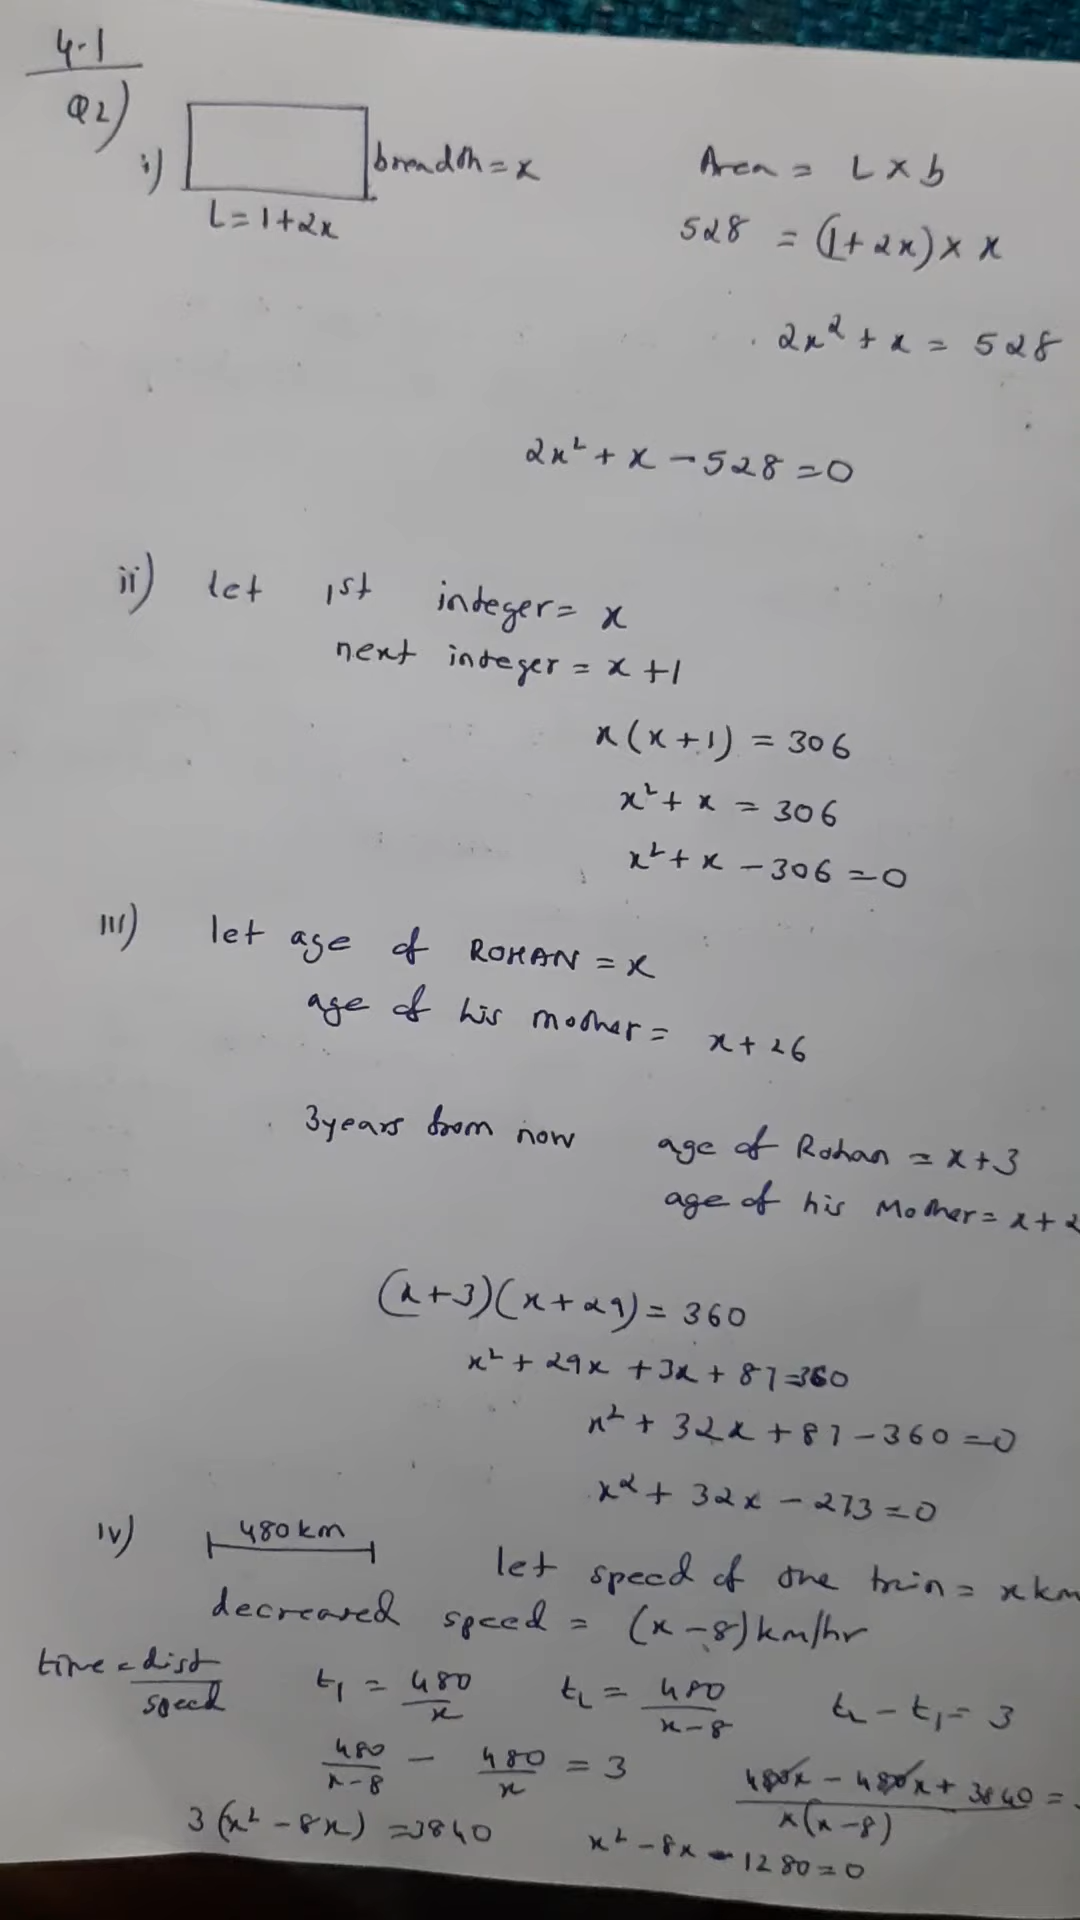 4.1
Q2)
i) breadth = x
L = 1+2x
Area = L × b
528 = (1+2x) × x
2x² + x = 528
2x² + x − 528 = 0
ii) let 1st integer = x
next integer = x+1
x(x+1) = 306
x² + x = 306
x² + x − 306 = 0
iii) let age of ROHAN = x
age of his mother = x+26
3years from now age of Rohan = x+3
age of his Mother = x+2
(x+3)(x+29) = 360
x² + 29x + 3x + 87 = 360
x² + 32x + 87 − 360 = 0
x² + 32x − 273 = 0
iv) 480 km let speed of the train = x km
decreased speed = (x−8) km/hr
time = dist/speed t₁ = 480/x t₂ = 480/x−8 t₂ − t₁ = 3
480/x−8 − 480/x = 3 480x − 480x + 3840/x(x−8) =
3(x² − 8x) = 3840 x² − 8x − 1280 = 0